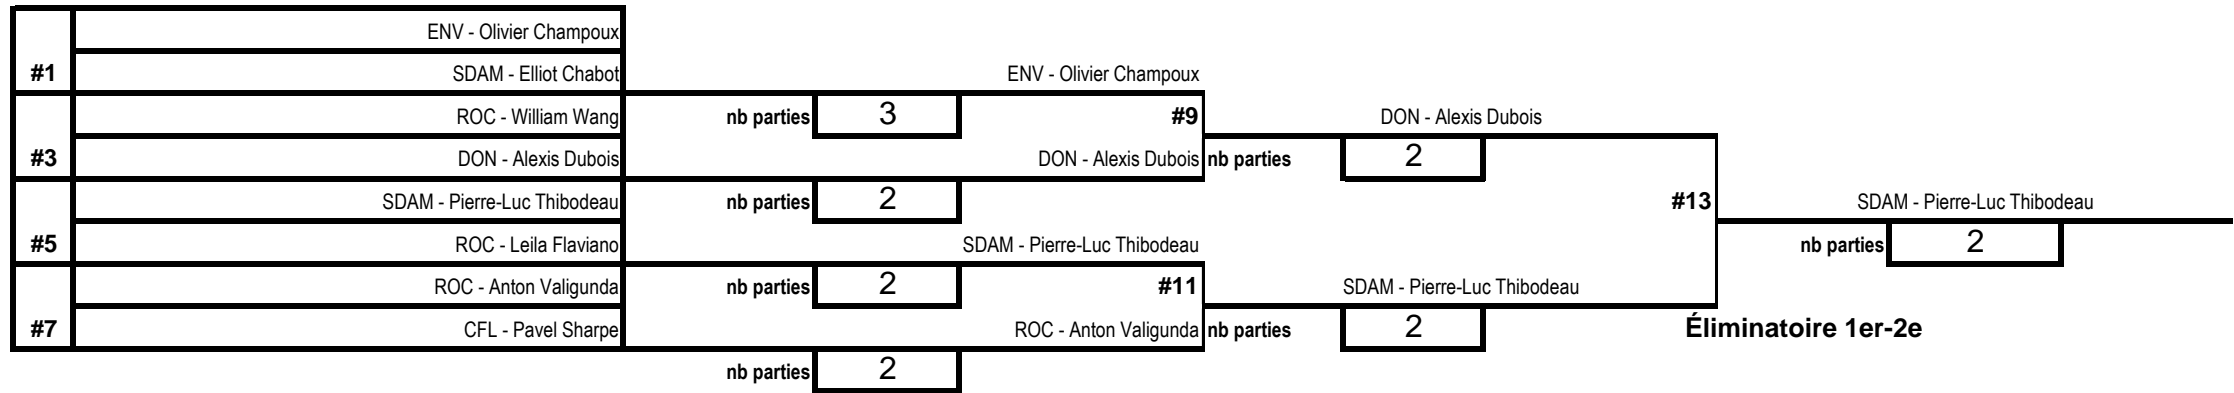 ENV - Olivier Champoux
#1 SDAM - Elliot Chabot ENV - Olivier Champoux
ROC - William Wang nb parties 3 #9 DON - Alexis Dubois
#3 DON - Alexis Dubois DON - Alexis Dubois nb parties 2
SDAM - Pierre-Luc Thibodeau nb parties 2 #13 SDAM - Pierre-Luc Thibodeau
#5 ROC - Leila Flaviano SDAM - Pierre-Luc Thibodeau nb parties 2
ROC - Anton Valigunda nb parties 2 #11 SDAM - Pierre-Luc Thibodeau
#7 CFL - Pavel Sharpe ROC - Anton Valigunda nb parties 2 Éliminatoire 1er-2e
nb parties 2